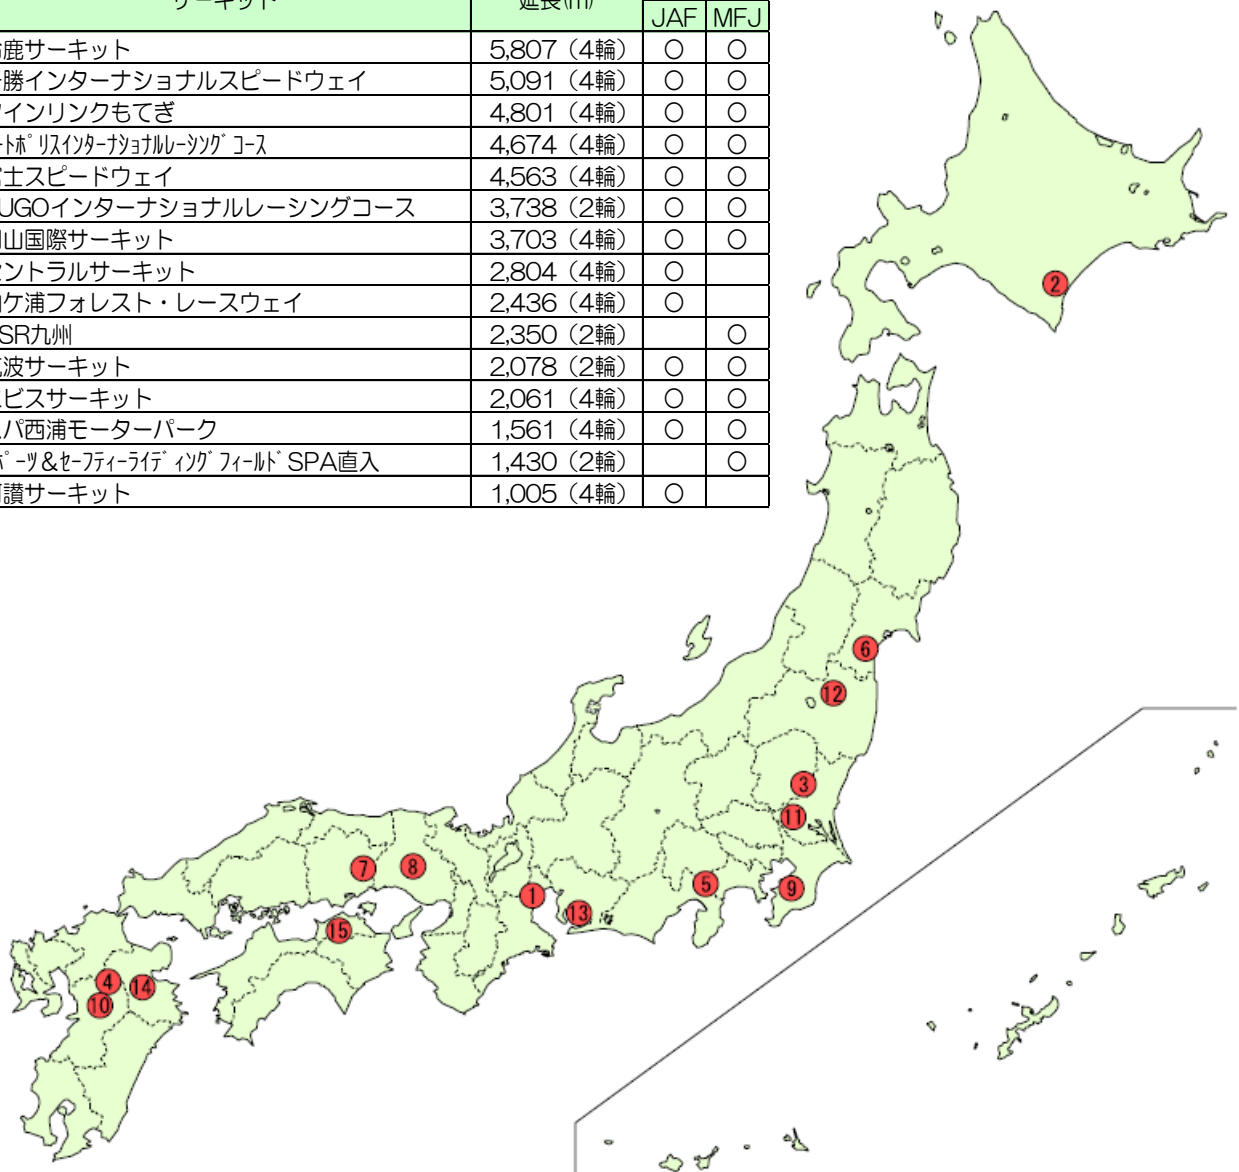 サーキット 延長(m)
JAF MFJ
鹿サーキット 5,807（4輪） ○ ○
勝インターナショナルスピードウェイ 5,091（4輪） ○ ○
インリンクもてぎ 4,801（4輪） ○ ○
ｰﾄﾎﾟﾘｽｲﾝﾀｰﾅｼｮﾅﾙﾚｰｼﾝｸﾞｺｰｽ 4,674（4輪） ○ ○
士スピードウェイ 4,563（4輪） ○ ○
UGOインターナショナルレーシングコース 3,738（2輪） ○ ○
山国際サーキット 3,703（4輪） ○ ○
ントラルサーキット 2,804（4輪） ○
ケ浦フォレスト・レースウェイ 2,436（4輪） ○
SR九州 2,350（2輪） ○
波サーキット 2,078（2輪） ○ ○
ビスサーキット 2,061（4輪） ○ ○
パ西浦モーターパーク 1,561（4輪） ○ ○
ﾎﾟｰﾂ&ｾｰﾌﾃｨｰﾗｲﾃﾞｨﾝｸﾞﾌｨｰﾙﾄﾞSPA直入 1,430（2輪） ○
讃サーキット 1,005（4輪） ○
2
6
12
3
11
7
8
5
9
1
13
15
4
14
10